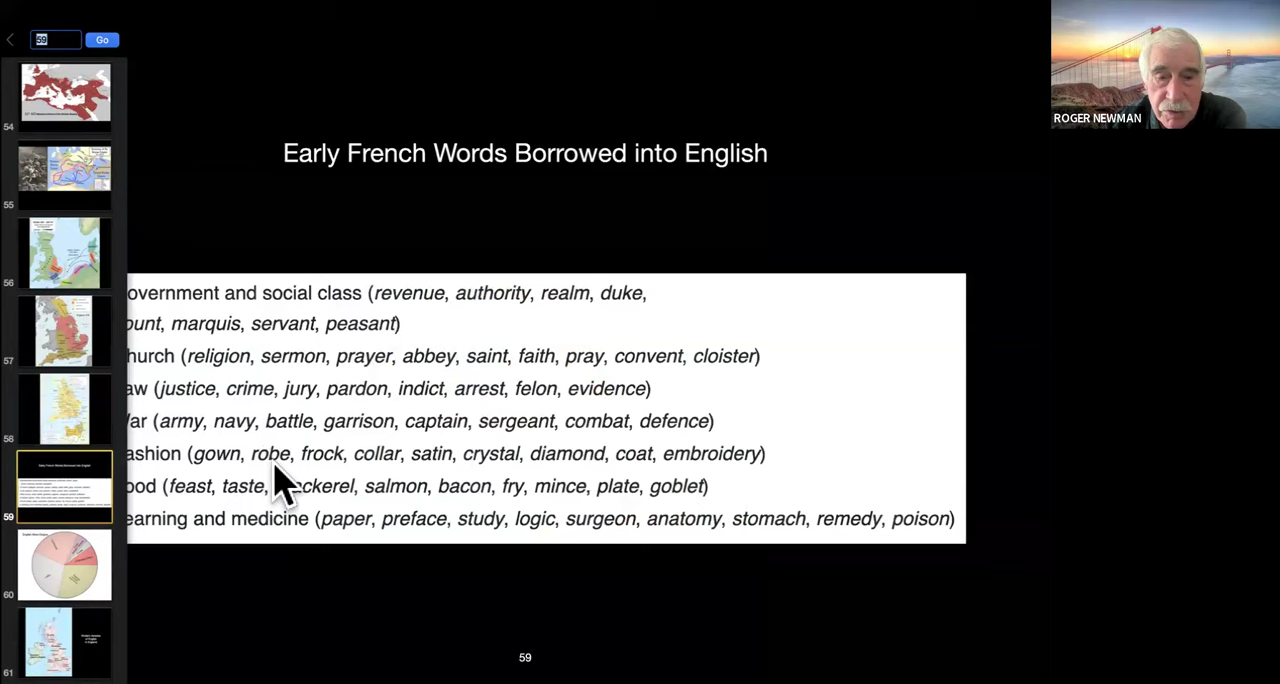 59
Go
54
55
56
57
58
59
60
61
ROGER NEWMAN
Early French Words Borrowed into English
overnment and social class (revenue, authority, realm, duke,
ount, marquis, servant, peasant)
hurch (religion, sermon, prayer, abbey, saint, faith, pray, convent, cloister)
aw (justice, crime, jury, pardon, indict, arrest, felon, evidence)
ar (army, navy, battle, garrison, captain, sergeant, combat, defence)
ashion (gown, robe, frock, collar, satin, crystal, diamond, coat, embroidery)
ood (feast, taste, ckerel, salmon, bacon, fry, mince, plate, goblet)
earning and medicine (paper, preface, study, logic, surgeon, anatomy, stomach, remedy, poison)
59